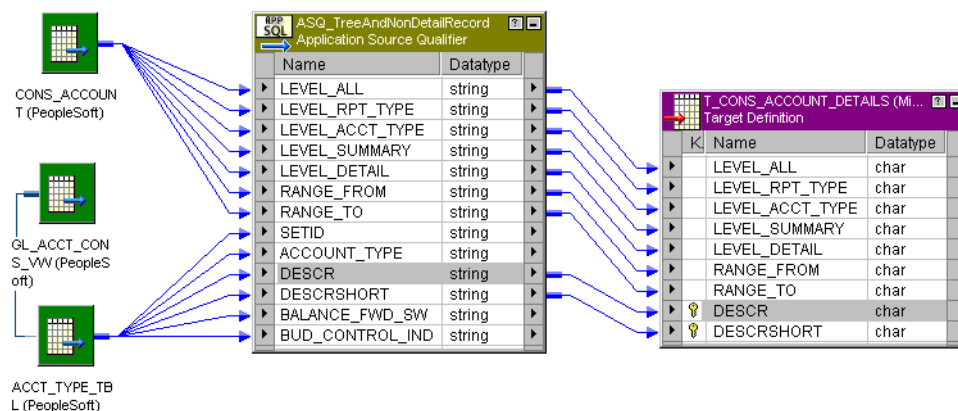 CONS_ACCOUN
T (PeopleSoft)
GL_ACCT_CON
S_VW (PeopleS
oft)
ACCT_TYPE_TB
L (PeopleSoft)
APP
SQL
ASQ_TreeAndNonDetailRecord
Application Source Qualifier
?
Name Datatype
LEVEL_ALL string
LEVEL_RPT_TYPE string
LEVEL_ACCT_TYPE string
LEVEL_SUMMARY string
LEVEL_DETAIL string
RANGE_FROM string
RANGE_TO string
SETID string
ACCOUNT_TYPE string
DESCR string
DESCRSHORT string
BALANCE_FWD_SW string
BUD_CONTROL_IND string
T_CONS_ACCOUNT_DETAILS (Mi...
Target Definition
?
K Name Datatype
LEVEL_ALL char
LEVEL_RPT_TYPE char
LEVEL_ACCT_TYPE char
LEVEL_SUMMARY char
LEVEL_DETAIL char
RANGE_FROM char
RANGE_TO char
DESCR char
DESCRSHORT char